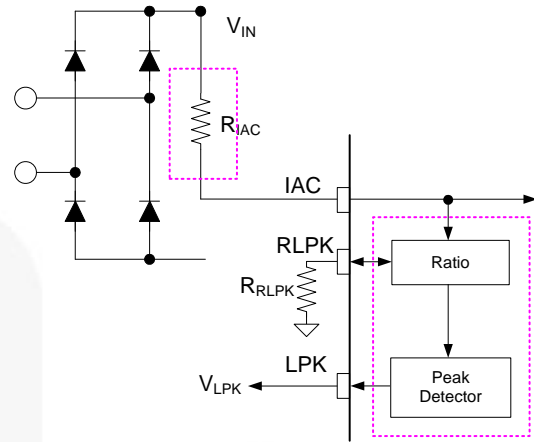 V_IN
R_IAC
IAC
RLPK
R_RLPK
Ratio
LPK
V_LPK
Peak
Detector